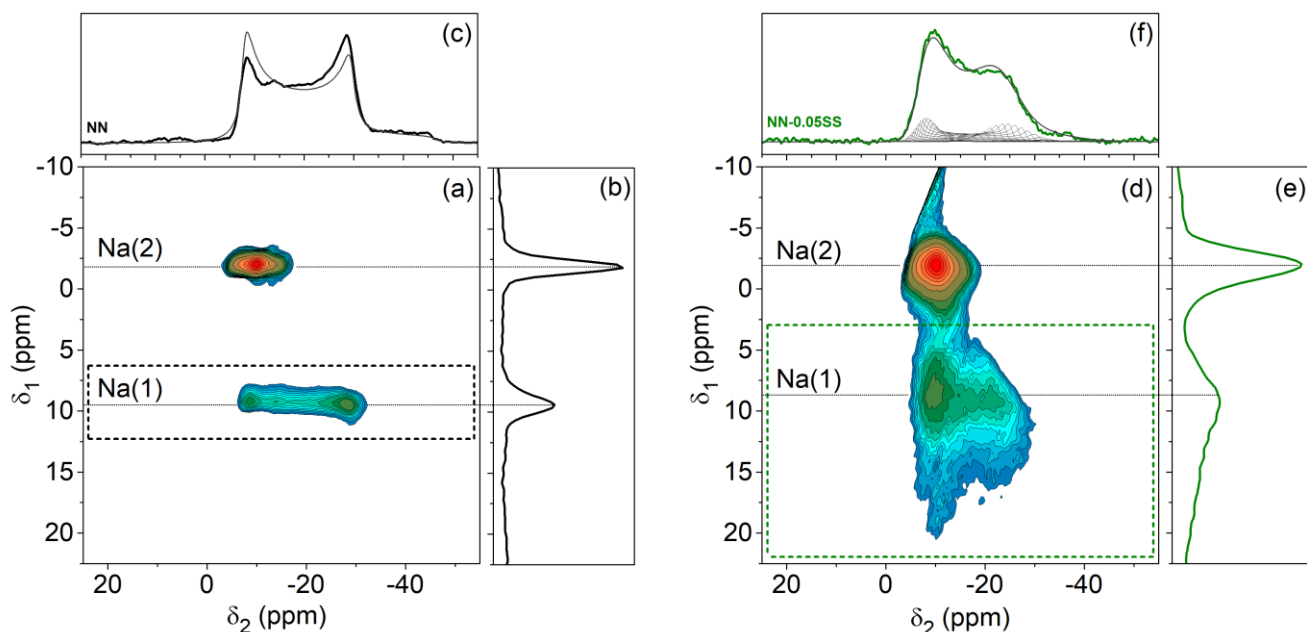 (c)
NN
(a)
(b)
-10
-5
0
5
10
15
20
Na(2)
Na(1)
δ1 (ppm)
20 0 -20 -40
δ2 (ppm)
(f)
NN-0.05SS
(d)
(e)
-10
-5
0
5
10
15
20
Na(2)
Na(1)
δ1 (ppm)
20 0 -20 -40
δ2 (ppm)